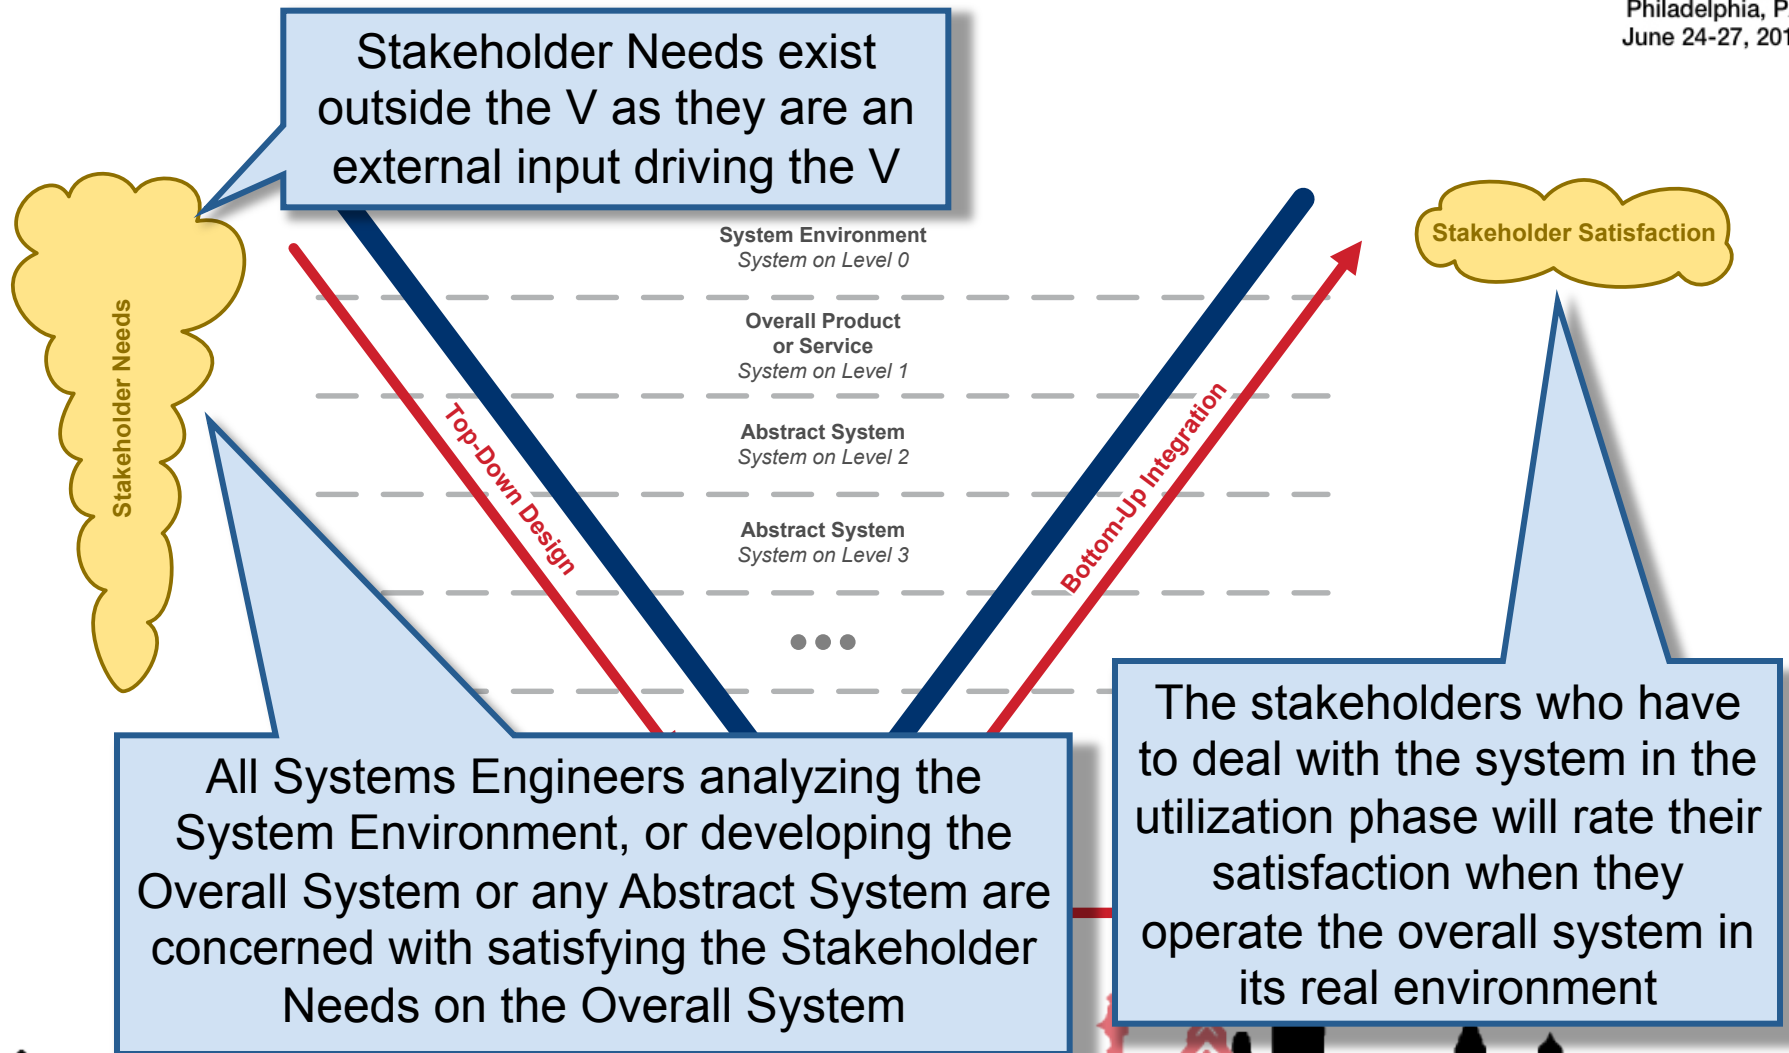 Philadelphia, P
June 24-27, 201
Stakeholder Needs exist
outside the V as they are an
external input driving the V
Stakeholder Needs
System Environment
System on Level 0
Stakeholder Satisfaction
Overall Product
or Service
System on Level 1
Top-Down Design
Abstract System
System on Level 2
Bottom-Up Integration
Abstract System
System on Level 3
All Systems Engineers analyzing the
System Environment, or developing the
Overall System or any Abstract System are
concerned with satisfying the Stakeholder
Needs on the Overall System
The stakeholders who have
to deal with the system in the
utilization phase will rate their
satisfaction when they
operate the overall system in
its real environment